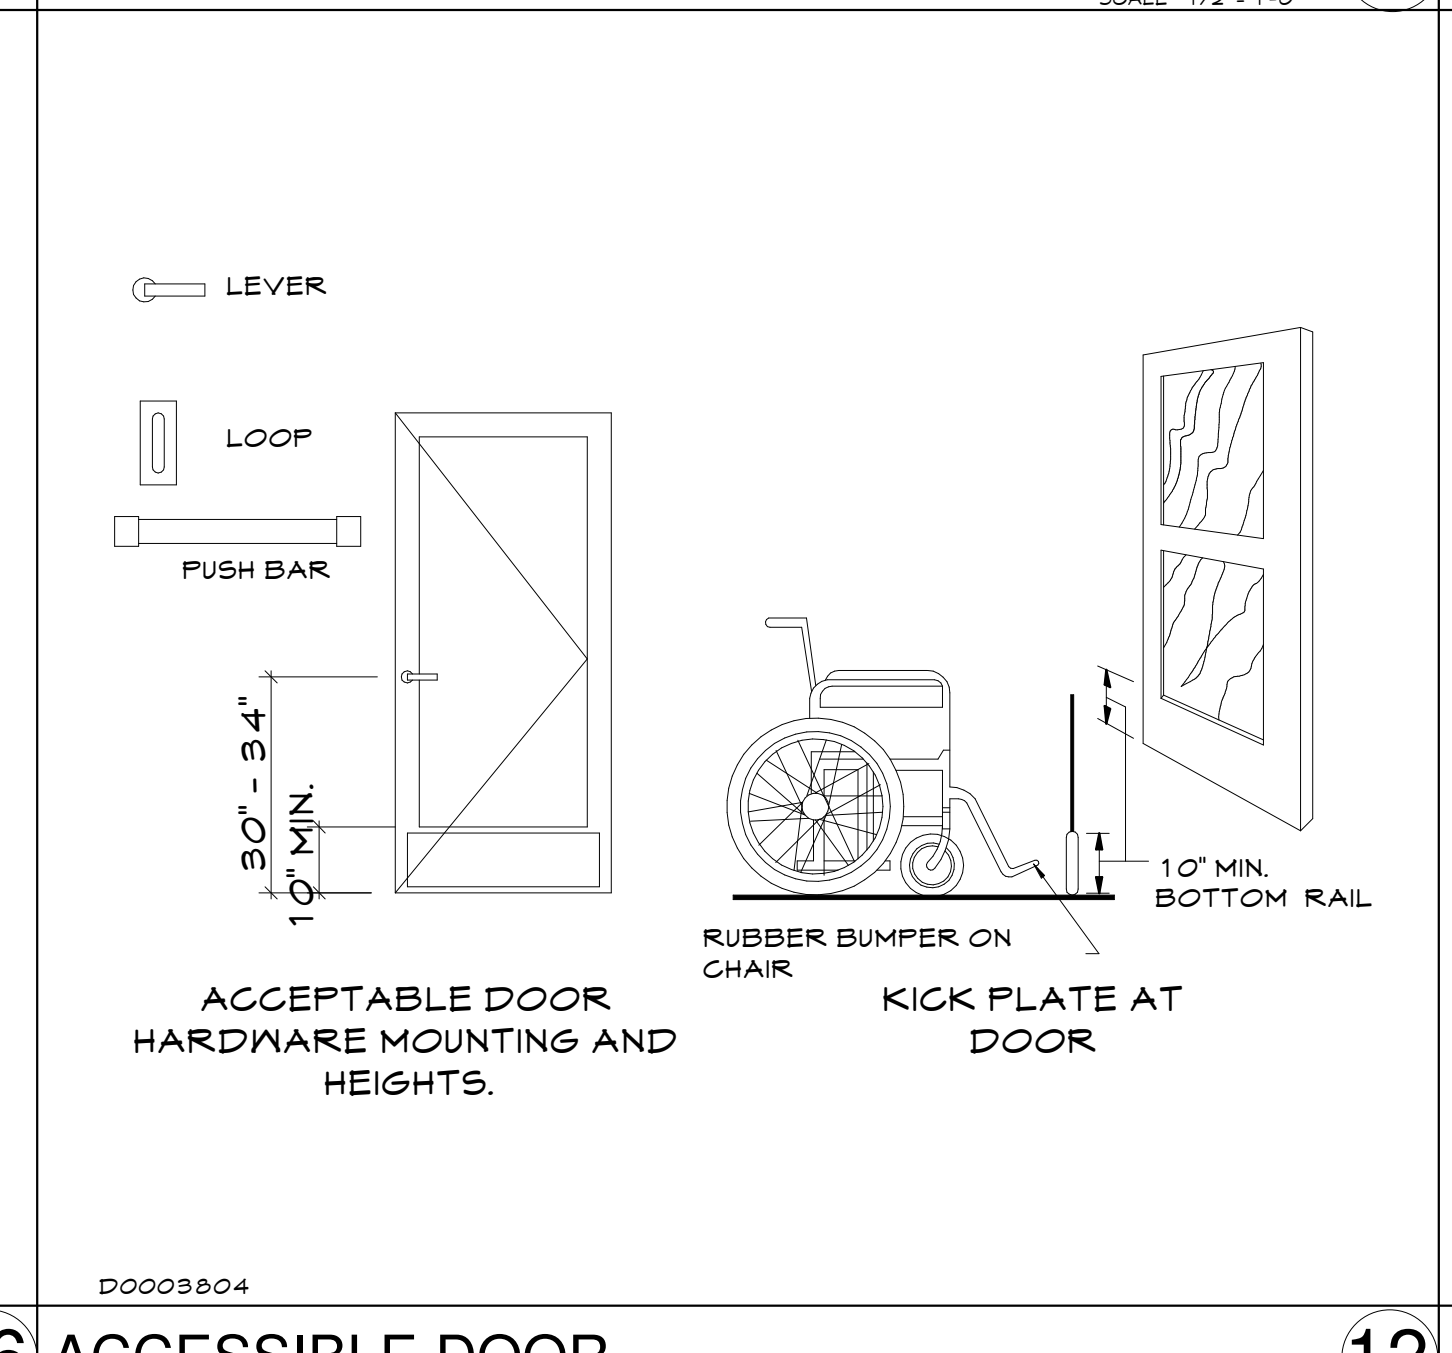 LEVER
LOOP
PUSH BAR
30" - 34"
10" MIN.
10" MIN.
BOTTOM RAIL
RUBBER BUMPER ON
CHAIR
ACCEPTABLE DOOR
HARDWARE MOUNTING AND
HEIGHTS.
KICK PLATE AT
DOOR
D0003804
ACCESSIBLE DOOR
12